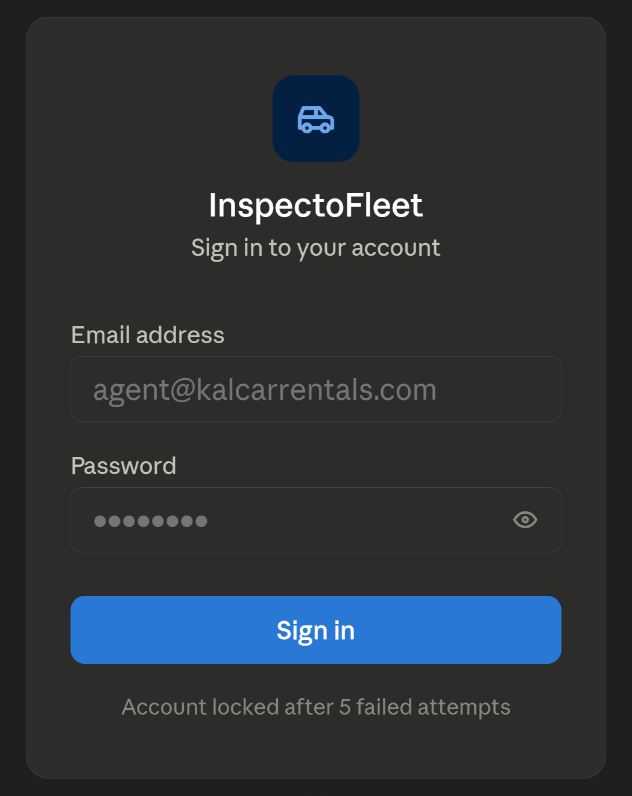 InspectoFleet
Sign in to your account
Email address
agent@kalcarrentals.com
Password
••••••••
Sign in
Account locked after 5 failed attempts